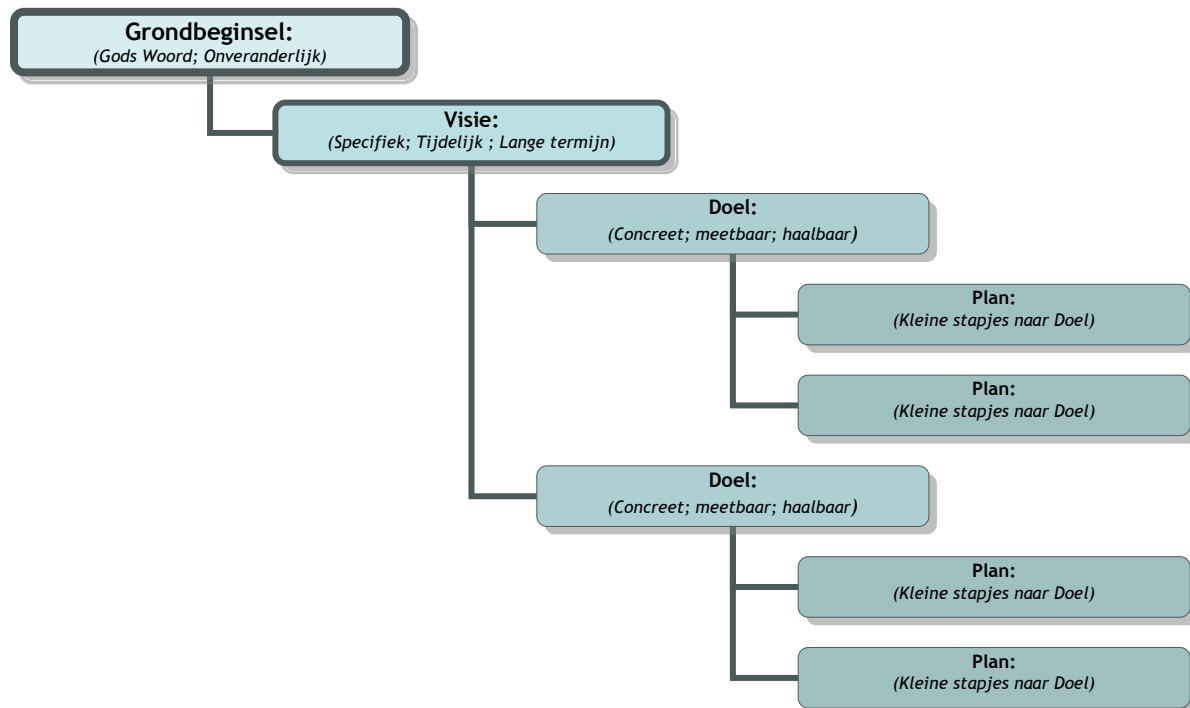 Grondbeginsel:
(Gods Woord; Onveranderlijk)
Visie:
(Specifiek; Tijdelijk ; Lange termijn)
Doel:
(Concreet; meetbaar; haalbaar)
Plan:
(Kleine stapjes naar Doel)
Plan:
(Kleine stapjes naar Doel)
Doel:
(Concreet; meetbaar; haalbaar)
Plan:
(Kleine stapjes naar Doel)
Plan:
(Kleine stapjes naar Doel)